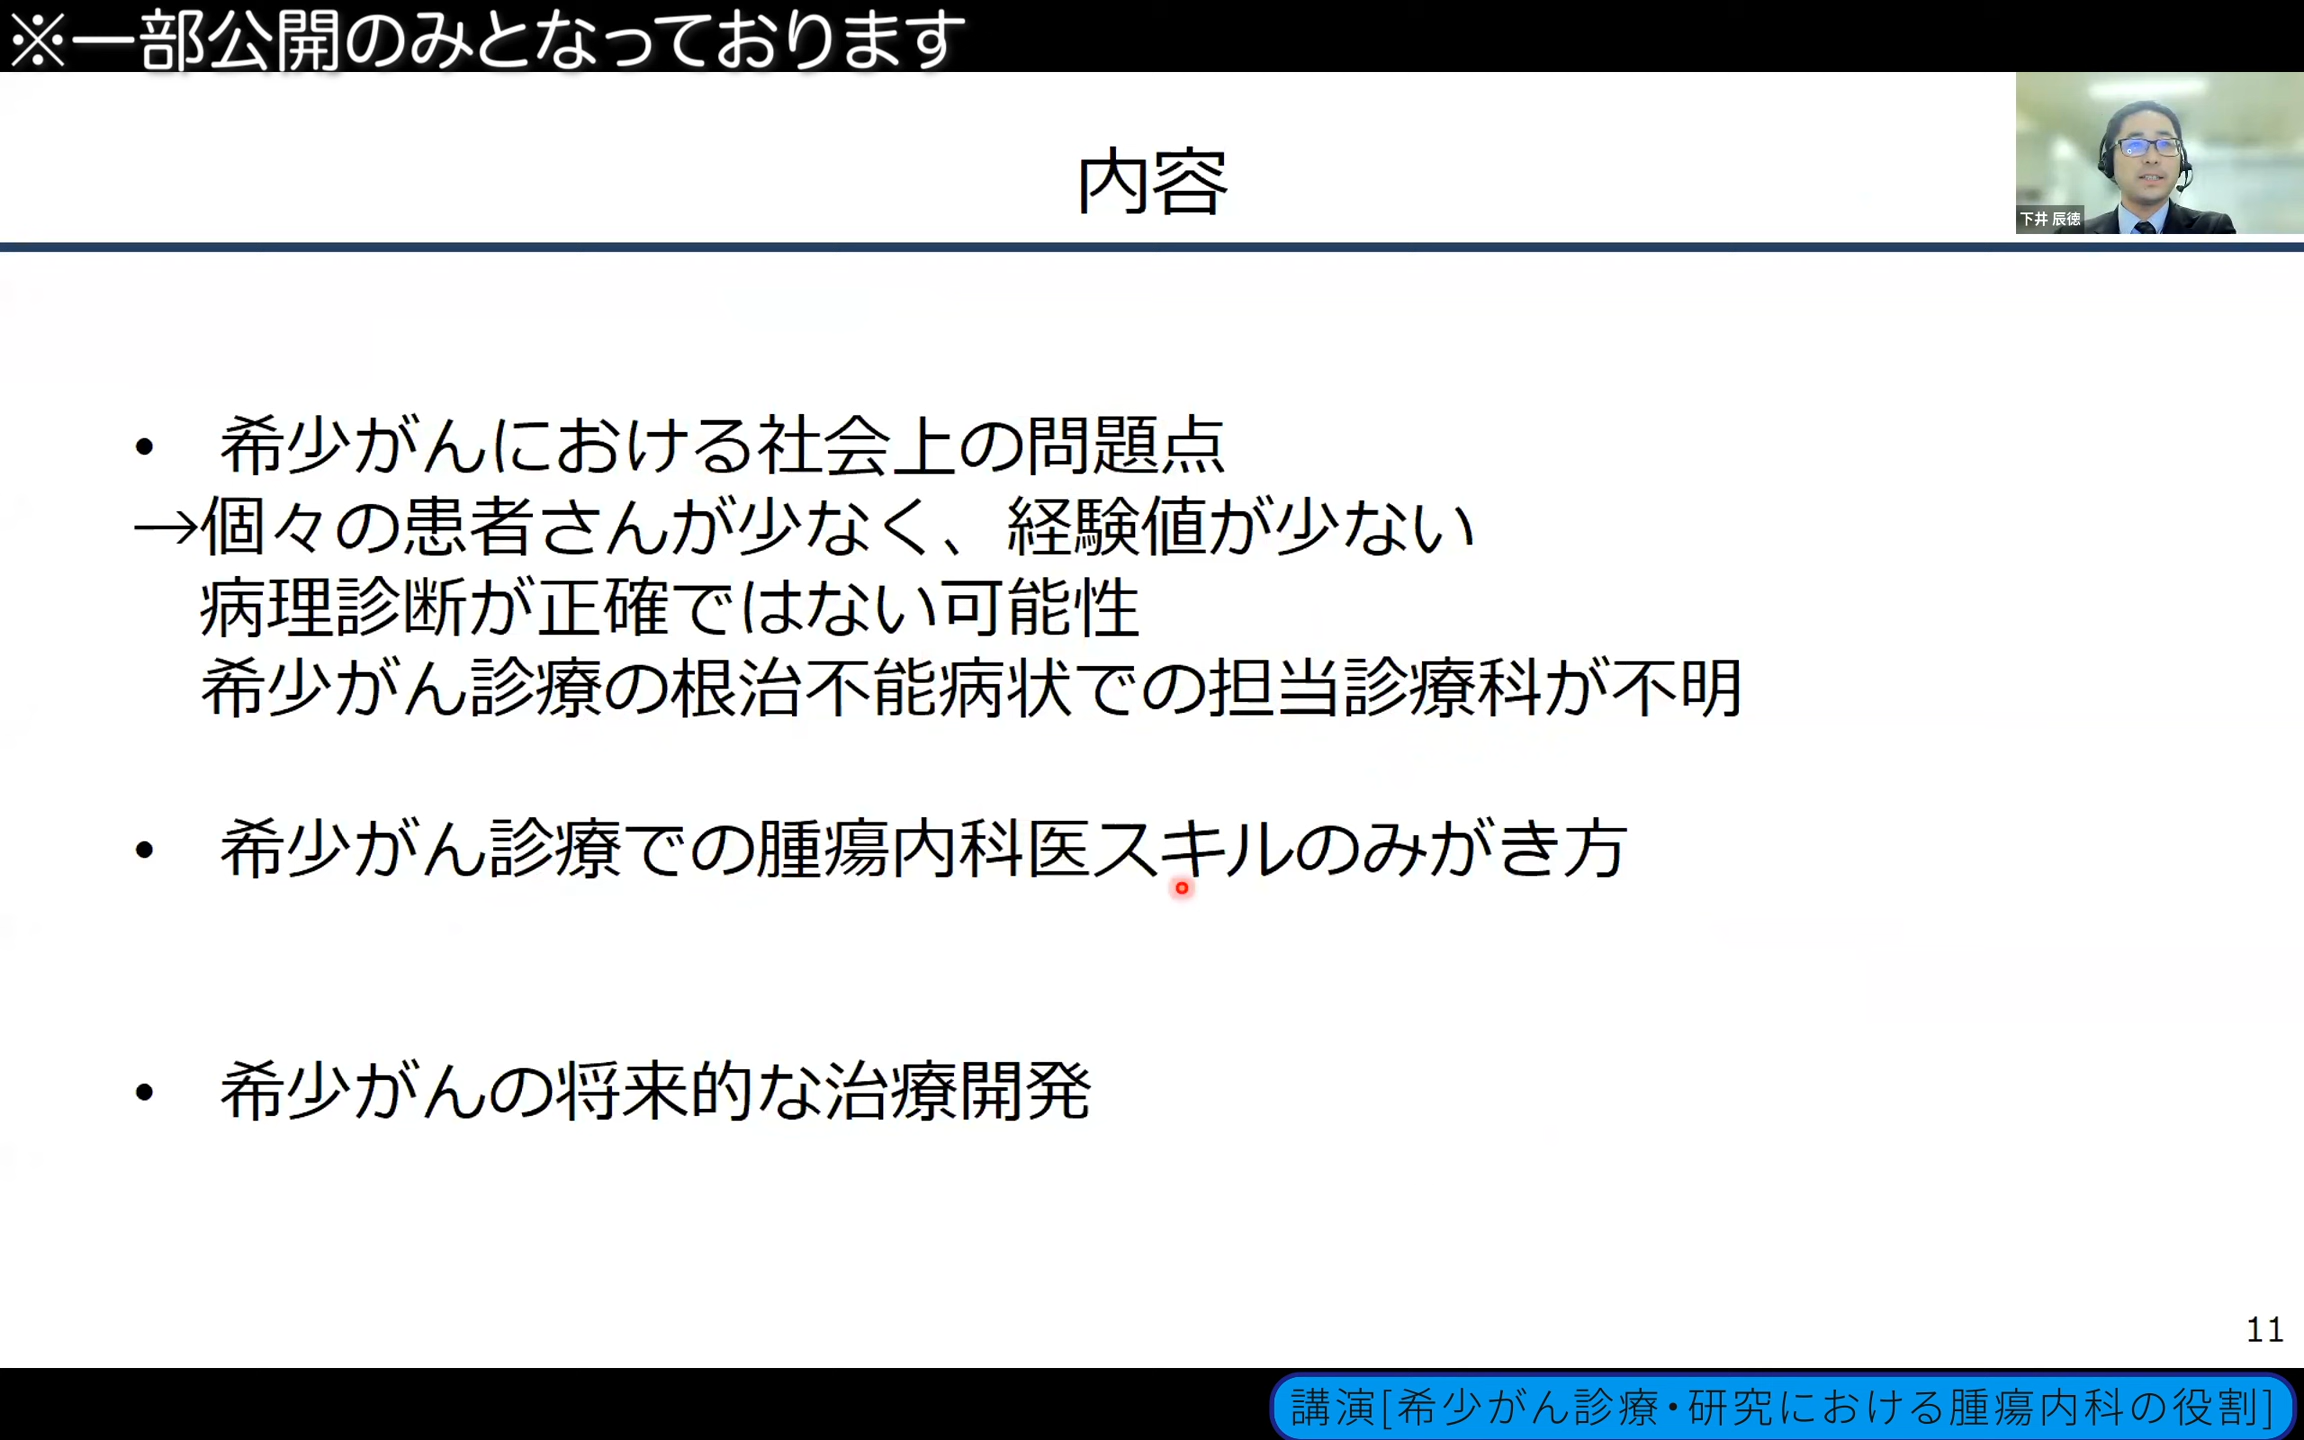 ※一部公開のみとなっております
内容
下井 辰徳
• 希少がんにおける社会上の問題点
→個々の患者さんが少なく、経験値が少ない
病理診断が正確ではない可能性
希少がん診療の根治不能病状での担当診療科が不明
• 希少がん診療での腫瘍内科医スキルのみがき方
• 希少がんの将来的な治療開発
11
講演[希少がん診療・研究における腫瘍内科の役割]